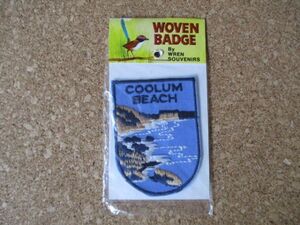 WOVEN
BADGE
By
WREN
SOUVENIRS
COOLUM
BEACH